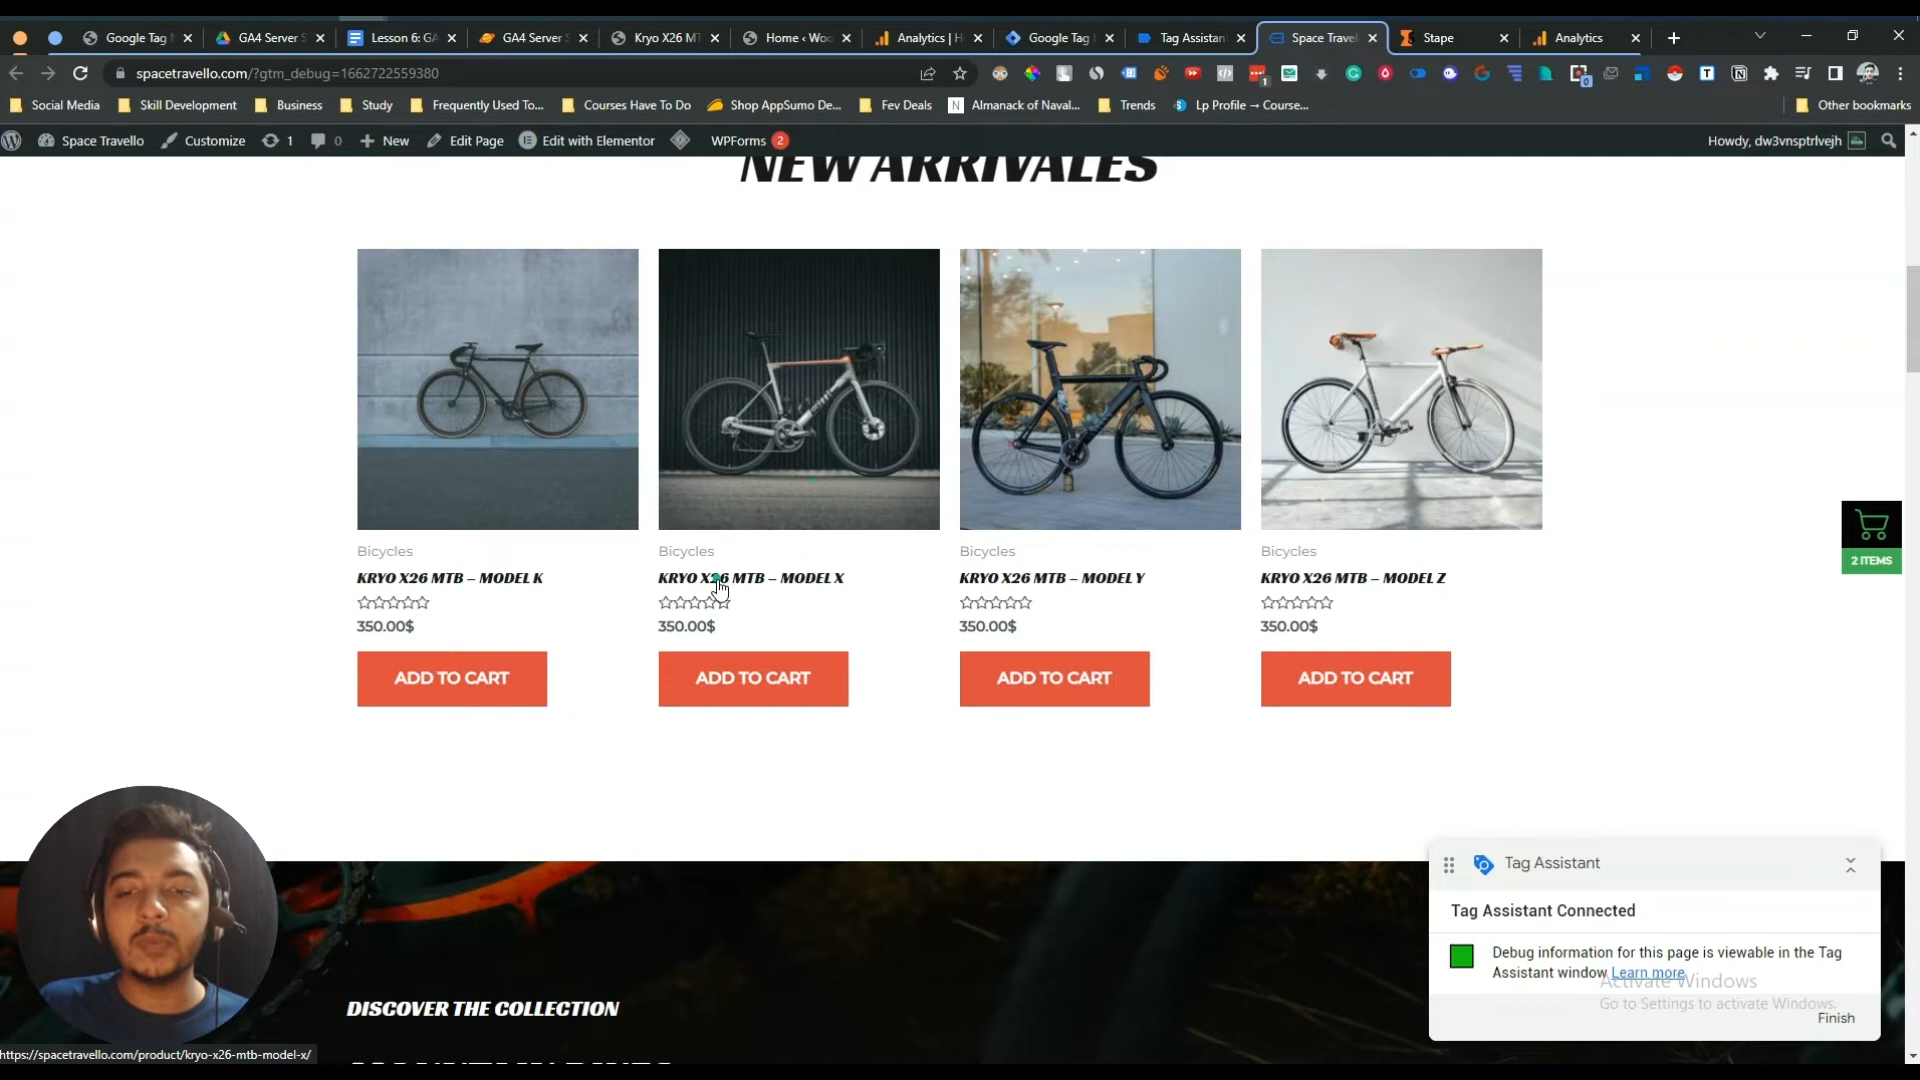 Google Tag M
GA4 Server S
Lesson 6: GA
GA4 Server S
Kryo X26 MT
Home ‹ Woo
Analytics | H
Google Tag
Tag Assistan
Space Travel
Stape
Analytics
spacetravello.com/?gtm_debug=1662722559380
Social Media
Skill Development
Business
Study
Frequently Used To...
Courses Have To Do
Shop AppSumo De...
Fev Deals
Almanack of Naval...
Trends
Lp Profile → Course...
Other bookmarks
Space Travello
Customize
1
0
New
Edit Page
Edit with Elementor
WPForms 2
Howdy, dw3vnsptrlvejh
NEW ARRIVALES
Bicycles
KRYO X26 MTB – MODEL K
350.00$
ADD TO CART
Bicycles
KRYO X26 MTB – MODEL X
350.00$
ADD TO CART
Bicycles
KRYO X26 MTB – MODEL Y
350.00$
ADD TO CART
Bicycles
KRYO X26 MTB – MODEL Z
350.00$
ADD TO CART
2 ITEMS
DISCOVER THE COLLECTION
Tag Assistant
Tag Assistant Connected
Debug information for this page is viewable in the Tag
Assistant window Learn more
Activate Windows
Go to Settings to activate Windows.
Finish
https://spacetravello.com/product/kryo-x26-mtb-model-x/